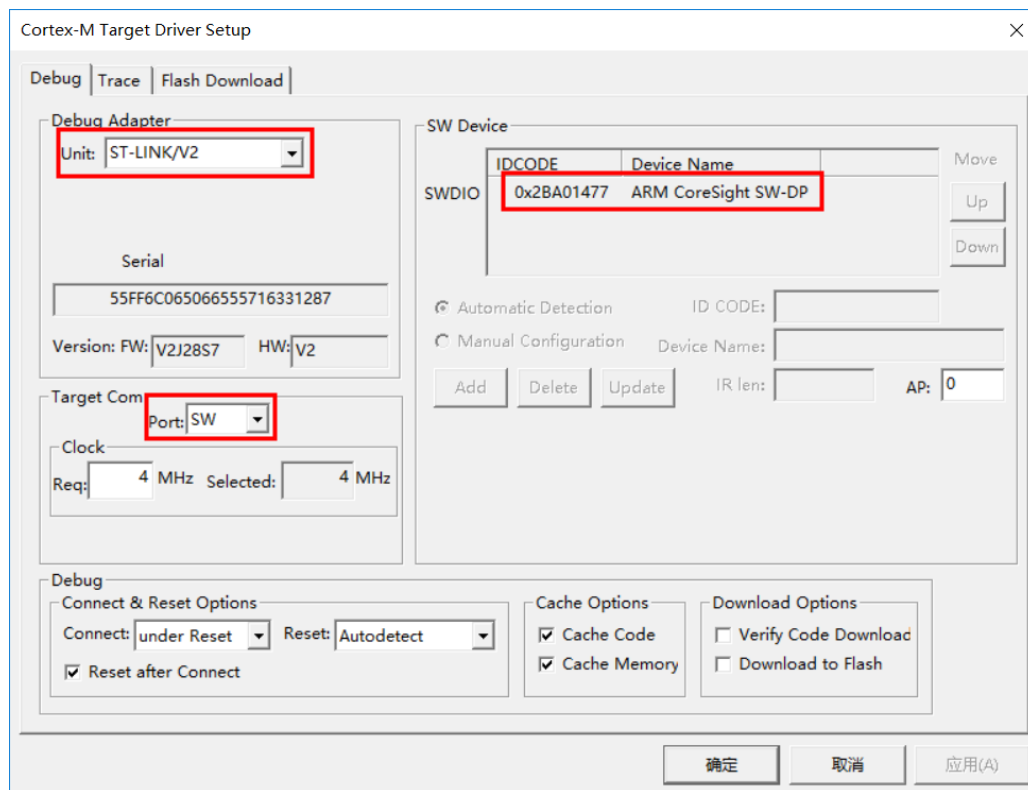 Cortex-M Target Driver Setup
Debug Trace Flash Download
Debug Adapter
Unit: ST-LINK/V2
Serial
55FF6C065066555716331287
Version: FW: V2J28S7 HW: V2
Target Com
Port: SW
Clock
Req: 4 MHz Selected: 4 MHz
SW Device
IDCODE Device Name
SWDIO 0x2BA01477 ARM CoreSight SW-DP
Move
Up
Down
Automatic Detection ID CODE:
Manual Configuration Device Name:
Add Delete Update IR len: AP: 0
Debug
Connect & Reset Options
Connect: under Reset Reset: Autodetect
Reset after Connect
Cache Options
Cache Code
Cache Memory
Download Options
Verify Code Download
Download to Flash
确定 取消 应用(A)